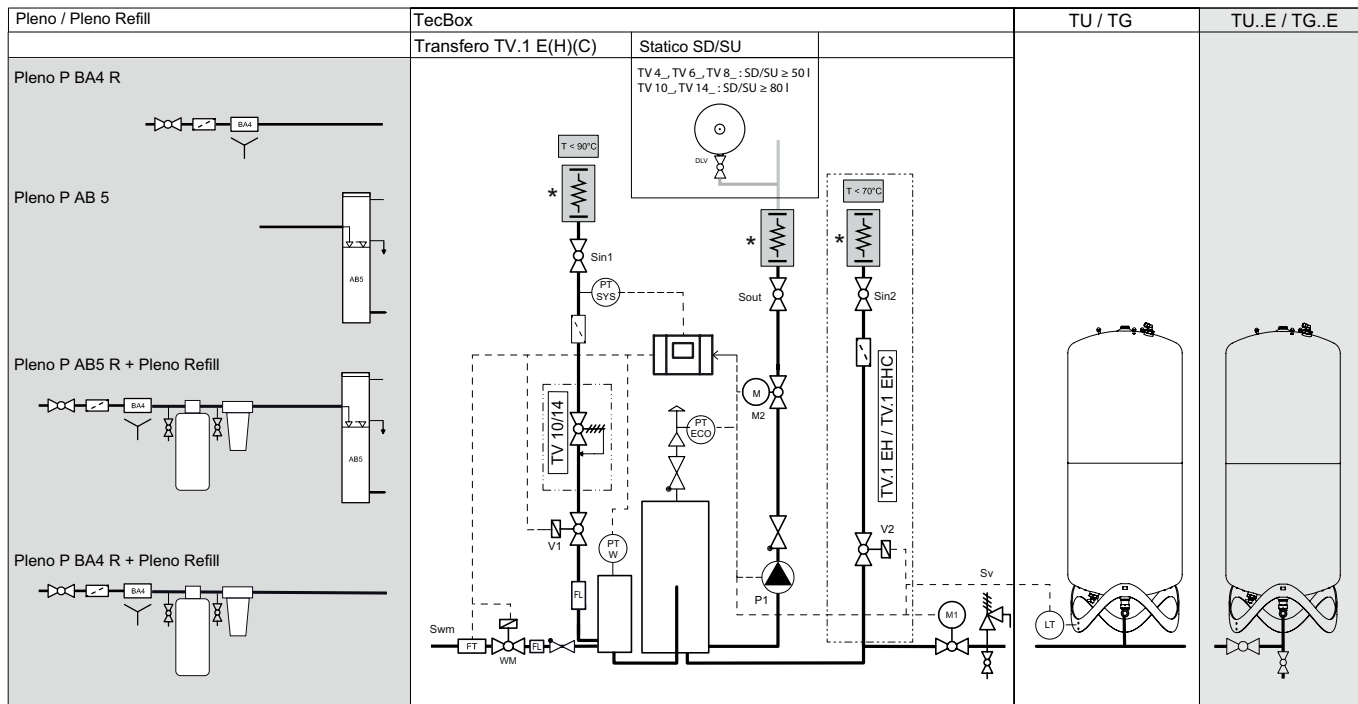 Pleno / Pleno Refill
TecBox
TU / TG
TU..E / TG..E
Transfero TV.1 E(H)(C)
Statico SD/SU
Pleno P BA4 R
BA4
Pleno P AB 5
AB5
Pleno P AB5 R + Pleno Refill
BA4
AB5
Pleno P BA4 R + Pleno Refill
BA4
TV 4_, TV 6_, TV 8_ : SD/SU ≥ 50 l
TV 10_, TV 14_ : SD/SU ≥ 80 l
DLV
T < 90°C
*
Sin1
PT
SYS
TV 10/14
V1
FL
PT
W
Swm
FT
WM
FL
PT
ECO
*
Sout
M
M2
P1
T < 70°C
*
Sin2
TV.1 EH / TV.1 EHC
V2
M1
Sv
LT